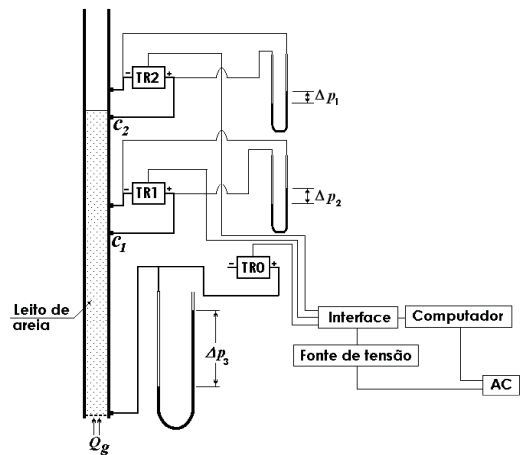 - TR2 +
Δp1
C2
- TR1 +
Δp2
C1
- TR0 +
Leito de
areia
Δp3
Interface
Computador
Fonte de tensão
AC
Qg